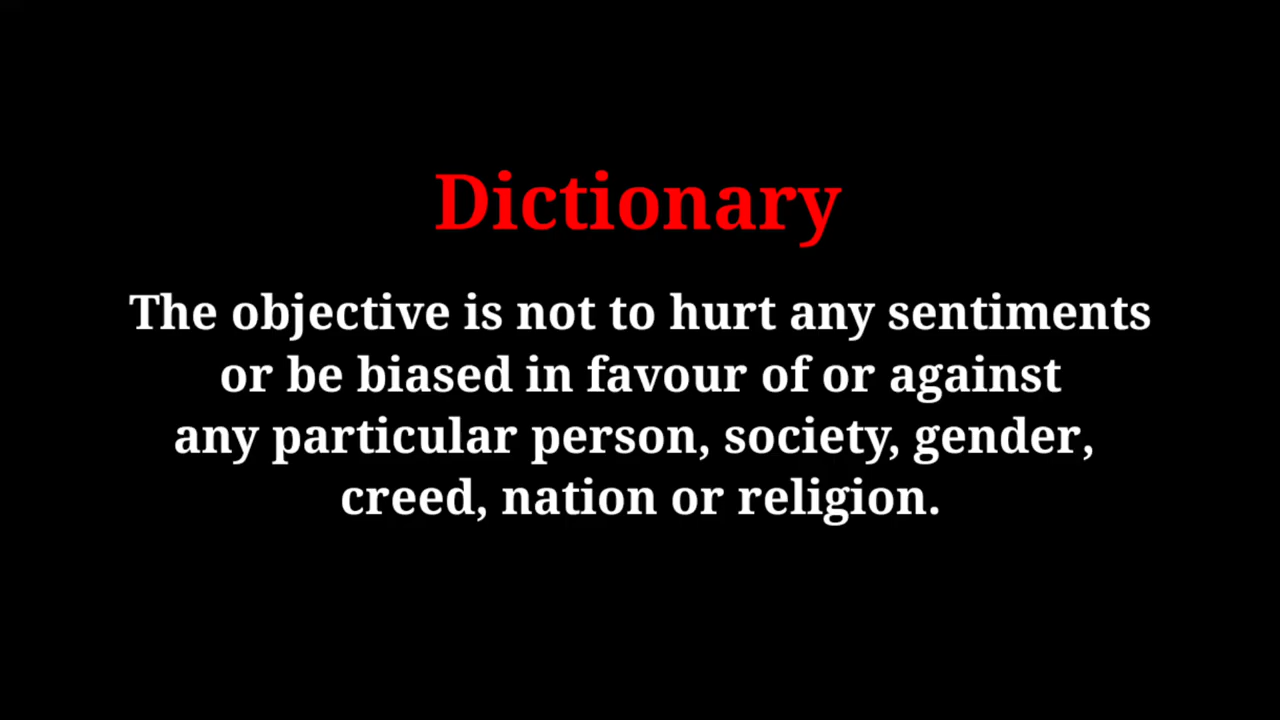 Dictionary
The objective is not to hurt any sentiments
or be biased in favour of or against
any particular person, society, gender,
creed, nation or religion.